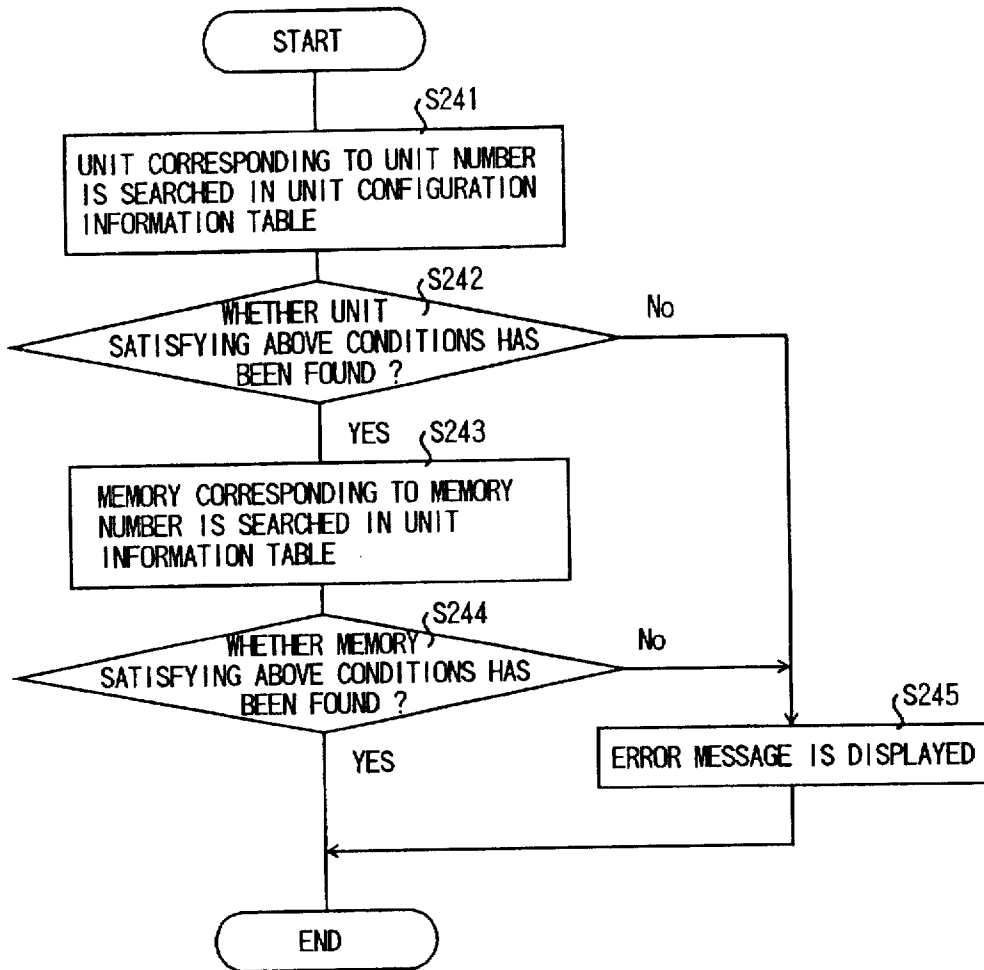 START
S241
UNIT CORRESPONDING TO UNIT NUMBER
IS SEARCHED IN UNIT CONFIGURATION
INFORMATION TABLE
S242
WHETHER UNIT
SATISFYING ABOVE CONDITIONS HAS
BEEN FOUND ?
No
YES
S243
MEMORY CORRESPONDING TO MEMORY
NUMBER IS SEARCHED IN UNIT
INFORMATION TABLE
S244
WHETHER MEMORY
SATISFYING ABOVE CONDITIONS HAS
BEEN FOUND ?
No
YES
S245
ERROR MESSAGE IS DISPLAYED
END